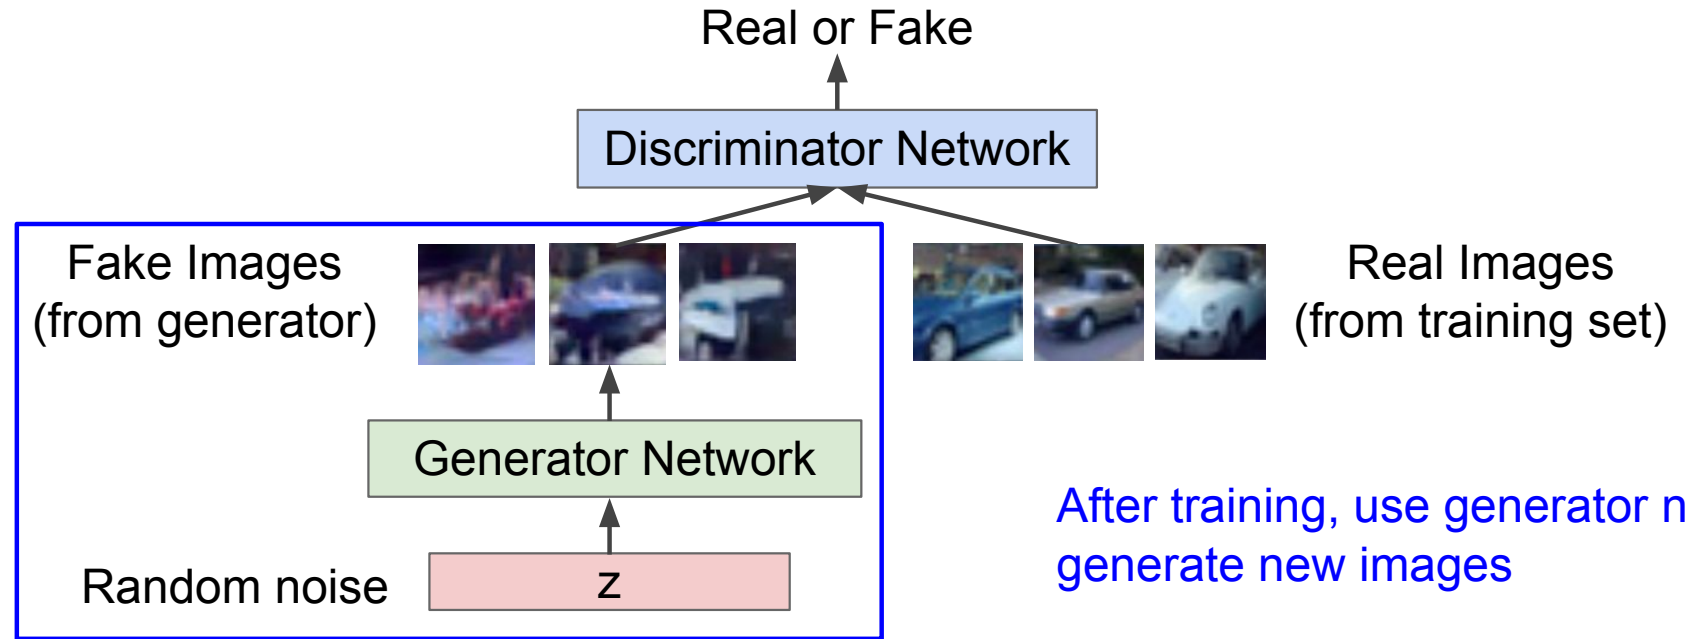 Real or Fake
Discriminator Network
Fake Images
(from generator)
Real Images
(from training set)
Generator Network
After training, use generator n
generate new images
Random noise
z